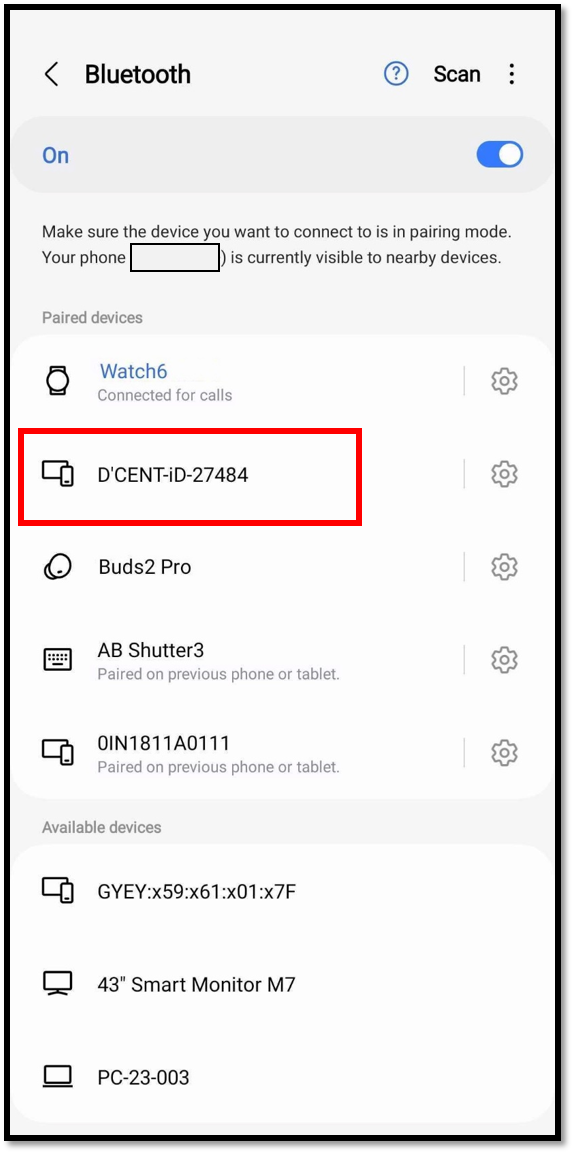 Bluetooth
?
Scan
On
Make sure the device you want to connect to is in pairing mode.
Your phone ) is currently visible to nearby devices.
Paired devices
Watch6
Connected for calls
D'CENT-iD-27484
Buds2 Pro
AB Shutter3
Paired on previous phone or tablet.
0IN1811A0111
Paired on previous phone or tablet.
Available devices
GYEY:x59:x61:x01:x7F
43" Smart Monitor M7
PC-23-003